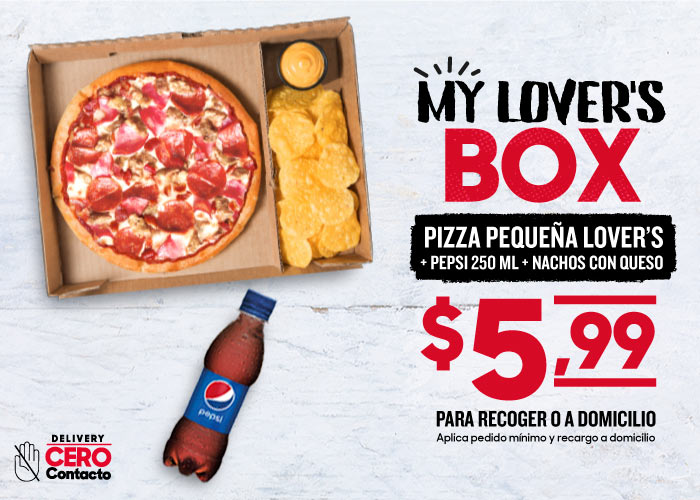 MY LOVER'S
BOX
PIZZA PEQUEÑA LOVER'S
+ PEPSI 250 ML + NACHOS CON QUESO
$5,99
PARA RECOGER O A DOMICILIO
Aplica pedido mínimo y recargo a domicilio
pepsi
DELIVERY
CERO
Contacto